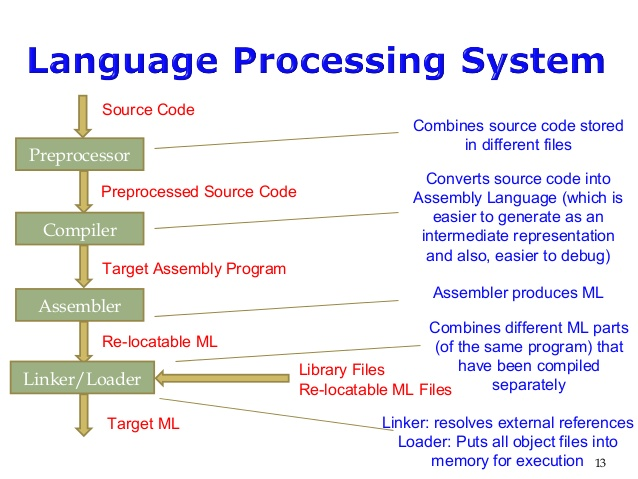 Language Processing System
Source Code
Preprocessor
Combines source code stored
in different files
Preprocessed Source Code
Converts source code into
Assembly Language (which is
easier to generate as an
intermediate representation
and also, easier to debug)
Compiler
Target Assembly Program
Assembler
Assembler produces ML
Re-locatable ML
Combines different ML parts
(of the same program) that
have been compiled
separately
Linker/Loader
Library Files
Re-locatable ML Files
Target ML
Linker: resolves external references
Loader: Puts all object files into
memory for execution
13